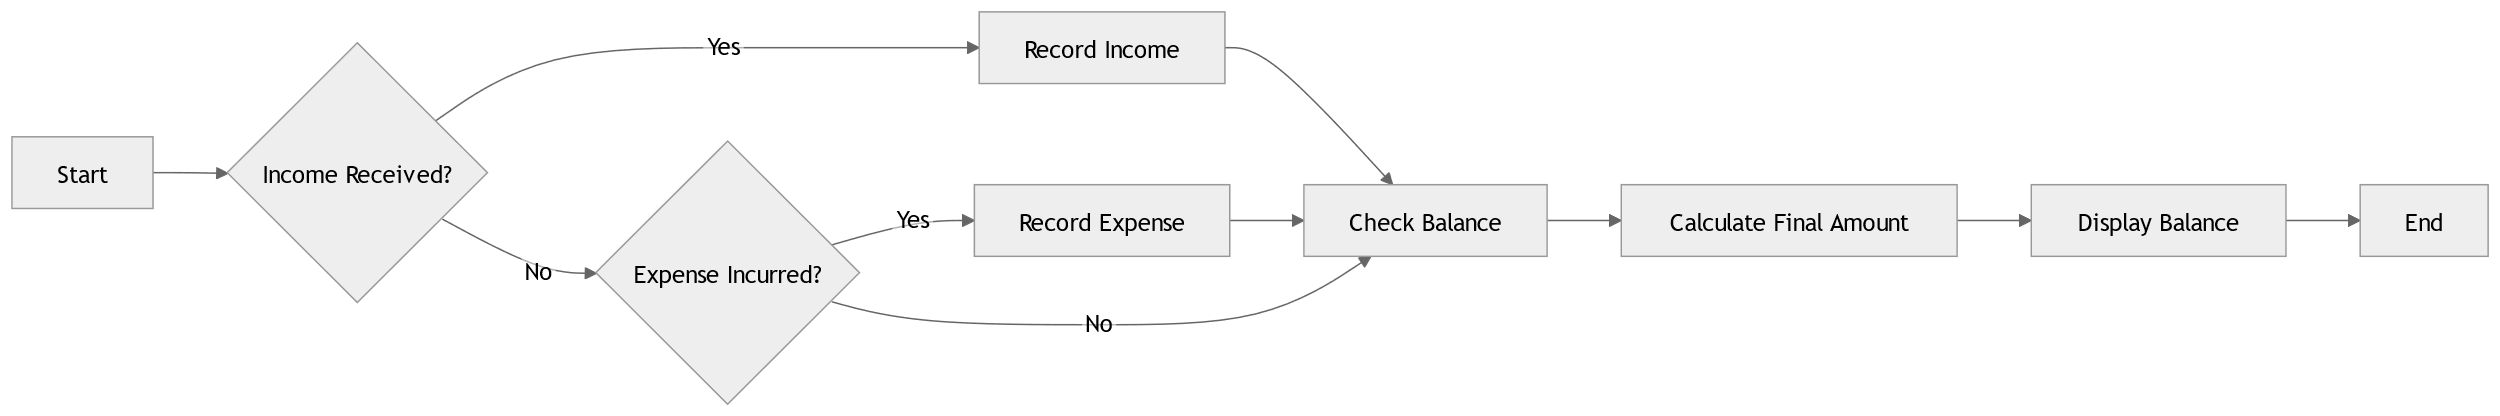 Start
Income Received?
Yes
Record Income
No
Expense Incurred?
Yes
Record Expense
No
Check Balance
Calculate Final Amount
Display Balance
End